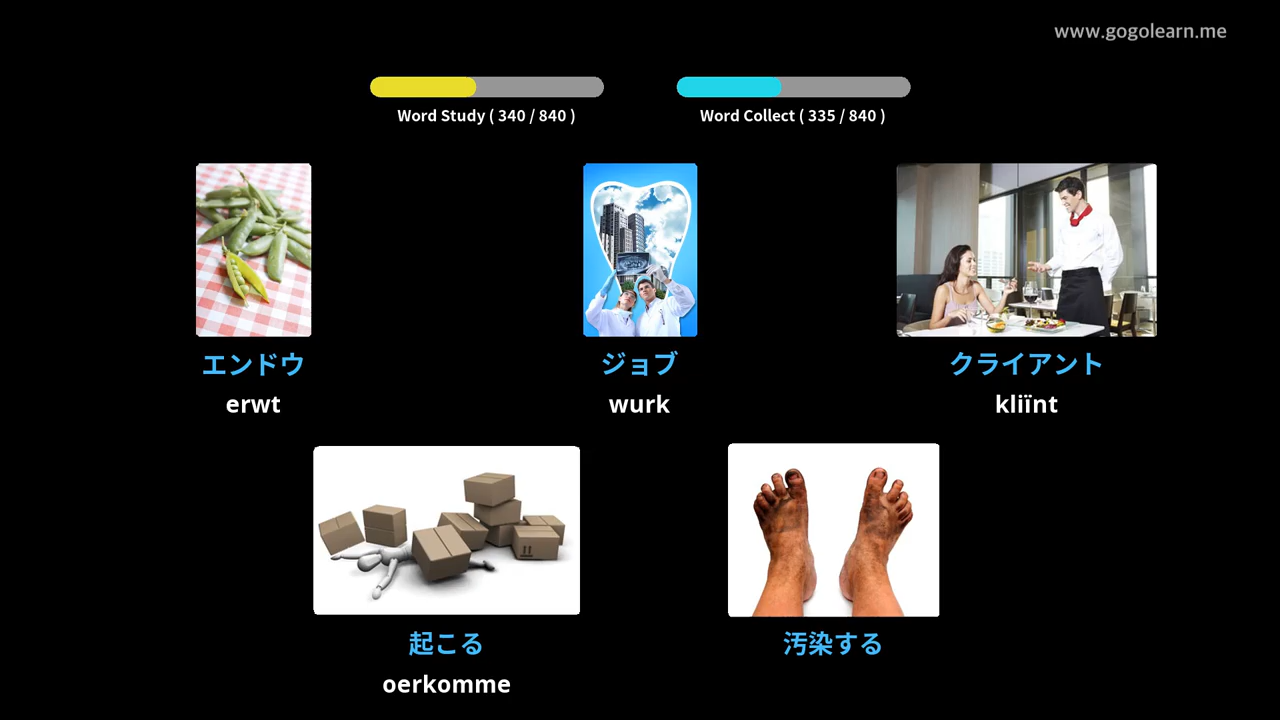 www.gogolearn.me
Word Study ( 340 / 840 )
Word Collect ( 335 / 840 )
エンドウ
erwt
ジョブ
wurk
クライアント
kliïnt
起こる
oerkomme
汚染する